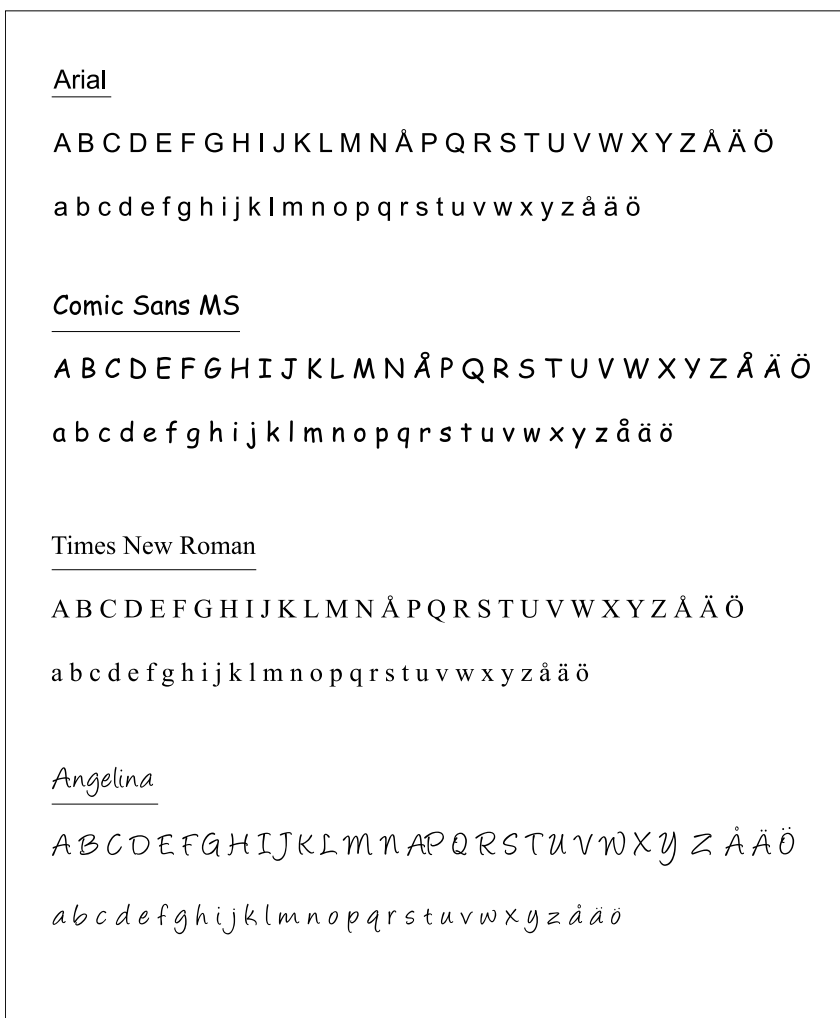 Arial
A B C D E F G H I J K L M N Å P Q R S T U V W X Y Z Å Ä Ö
a b c d e f g h i j k l m n o p q r s t u v w x y z å ä ö
Comic Sans MS
A B C D E F G H I J K L M N Å P Q R S T U V W X Y Z Å Ä Ö
a b c d e f g h i j k l m n o p q r s t u v w x y z å ä ö
Times New Roman
A B C D E F G H I J K L M N Å P Q R S T U V W X Y Z Å Ä Ö
a b c d e f g h i j k l m n o p q r s t u v w x y z å ä ö
Angelina
A B C D E F G H I J K L M N A P Q R S T U V W X Y Z Å Ä Ö
a b c d e f g h i j k l m n o p q r s t u v w x y z å ä ö